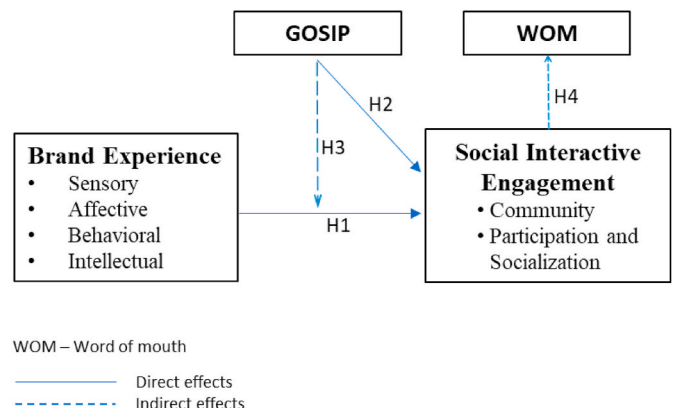 GOSIP
WOM
H2
H4
H3
Brand Experience
• Sensory
• Affective
• Behavioral
• Intellectual
H1
Social Interactive
Engagement
• Community
• Participation and
Socialization
WOM – Word of mouth
Direct effects
Indirect effects